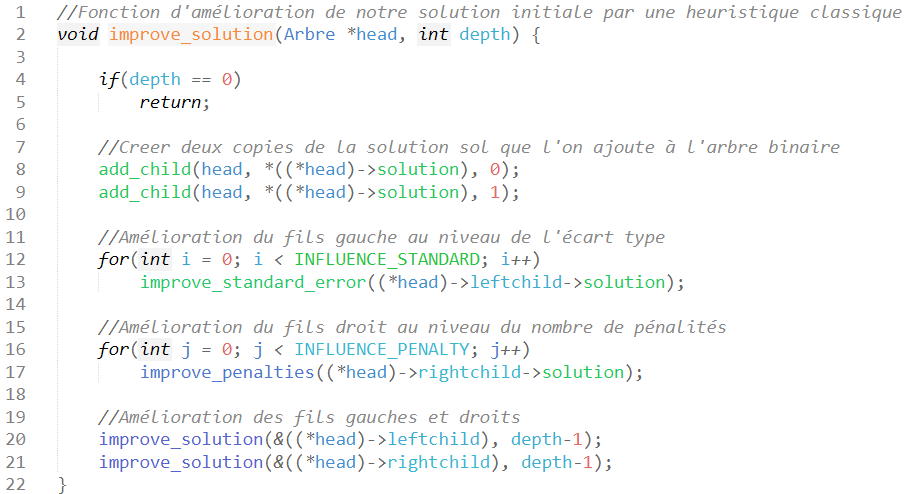 1 //Fonction d'amélioration de notre solution initiale par une heuristique classique
2 void improve_solution(Arbre *head, int depth) {
3
4     if(depth == 0)
5         return;
6
7     //Creer deux copies de la solution sol que l'on ajoute à l'arbre binaire
8     add_child(head, *((*head)->solution), 0);
9     add_child(head, *((*head)->solution), 1);
10
11     //Amélioration du fils gauche au niveau de l'écart type
12     for(int i = 0; i < INFLUENCE_STANDARD; i++)
13         improve_standard_error((*head)->leftchild->solution);
14
15     //Amélioration du fils droit au niveau du nombre de pénalités
16     for(int j = 0; j < INFLUENCE_PENALTY; j++)
17         improve_penalties((*head)->rightchild->solution);
18
19     //Amélioration des fils gauches et droits
20     improve_solution(&((*head)->leftchild), depth-1);
21     improve_solution(&((*head)->rightchild), depth-1);
22 }